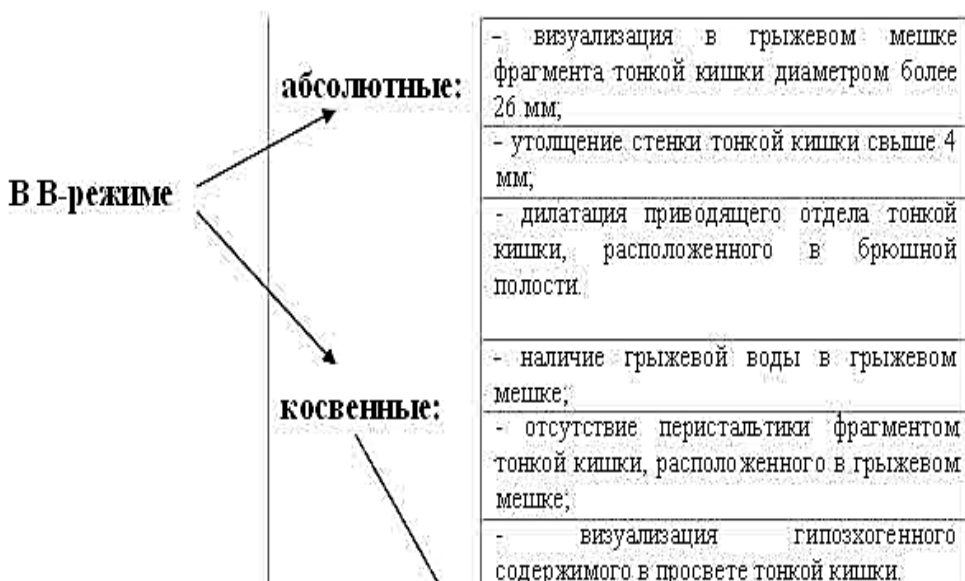 абсолютные:
- визуализация в грыжевом мешке
фрагмента тонкой кишки диаметром более
26 мм;
- утолщение стенки тонкой кишки свыше 4
мм;
В В-режиме
- дилатация приводящего отдела тонкой
кишки, расположенного в брюшной
полости.
косвенные:
- наличие грыжевой воды в грыжевом
мешке;
- отсутствие перистальтики фрагментом
тонкой кишки, расположенного в грыжевом
мешке;
- визуализация гипоэхогенного
содержимого в просвете тонкой кишки.